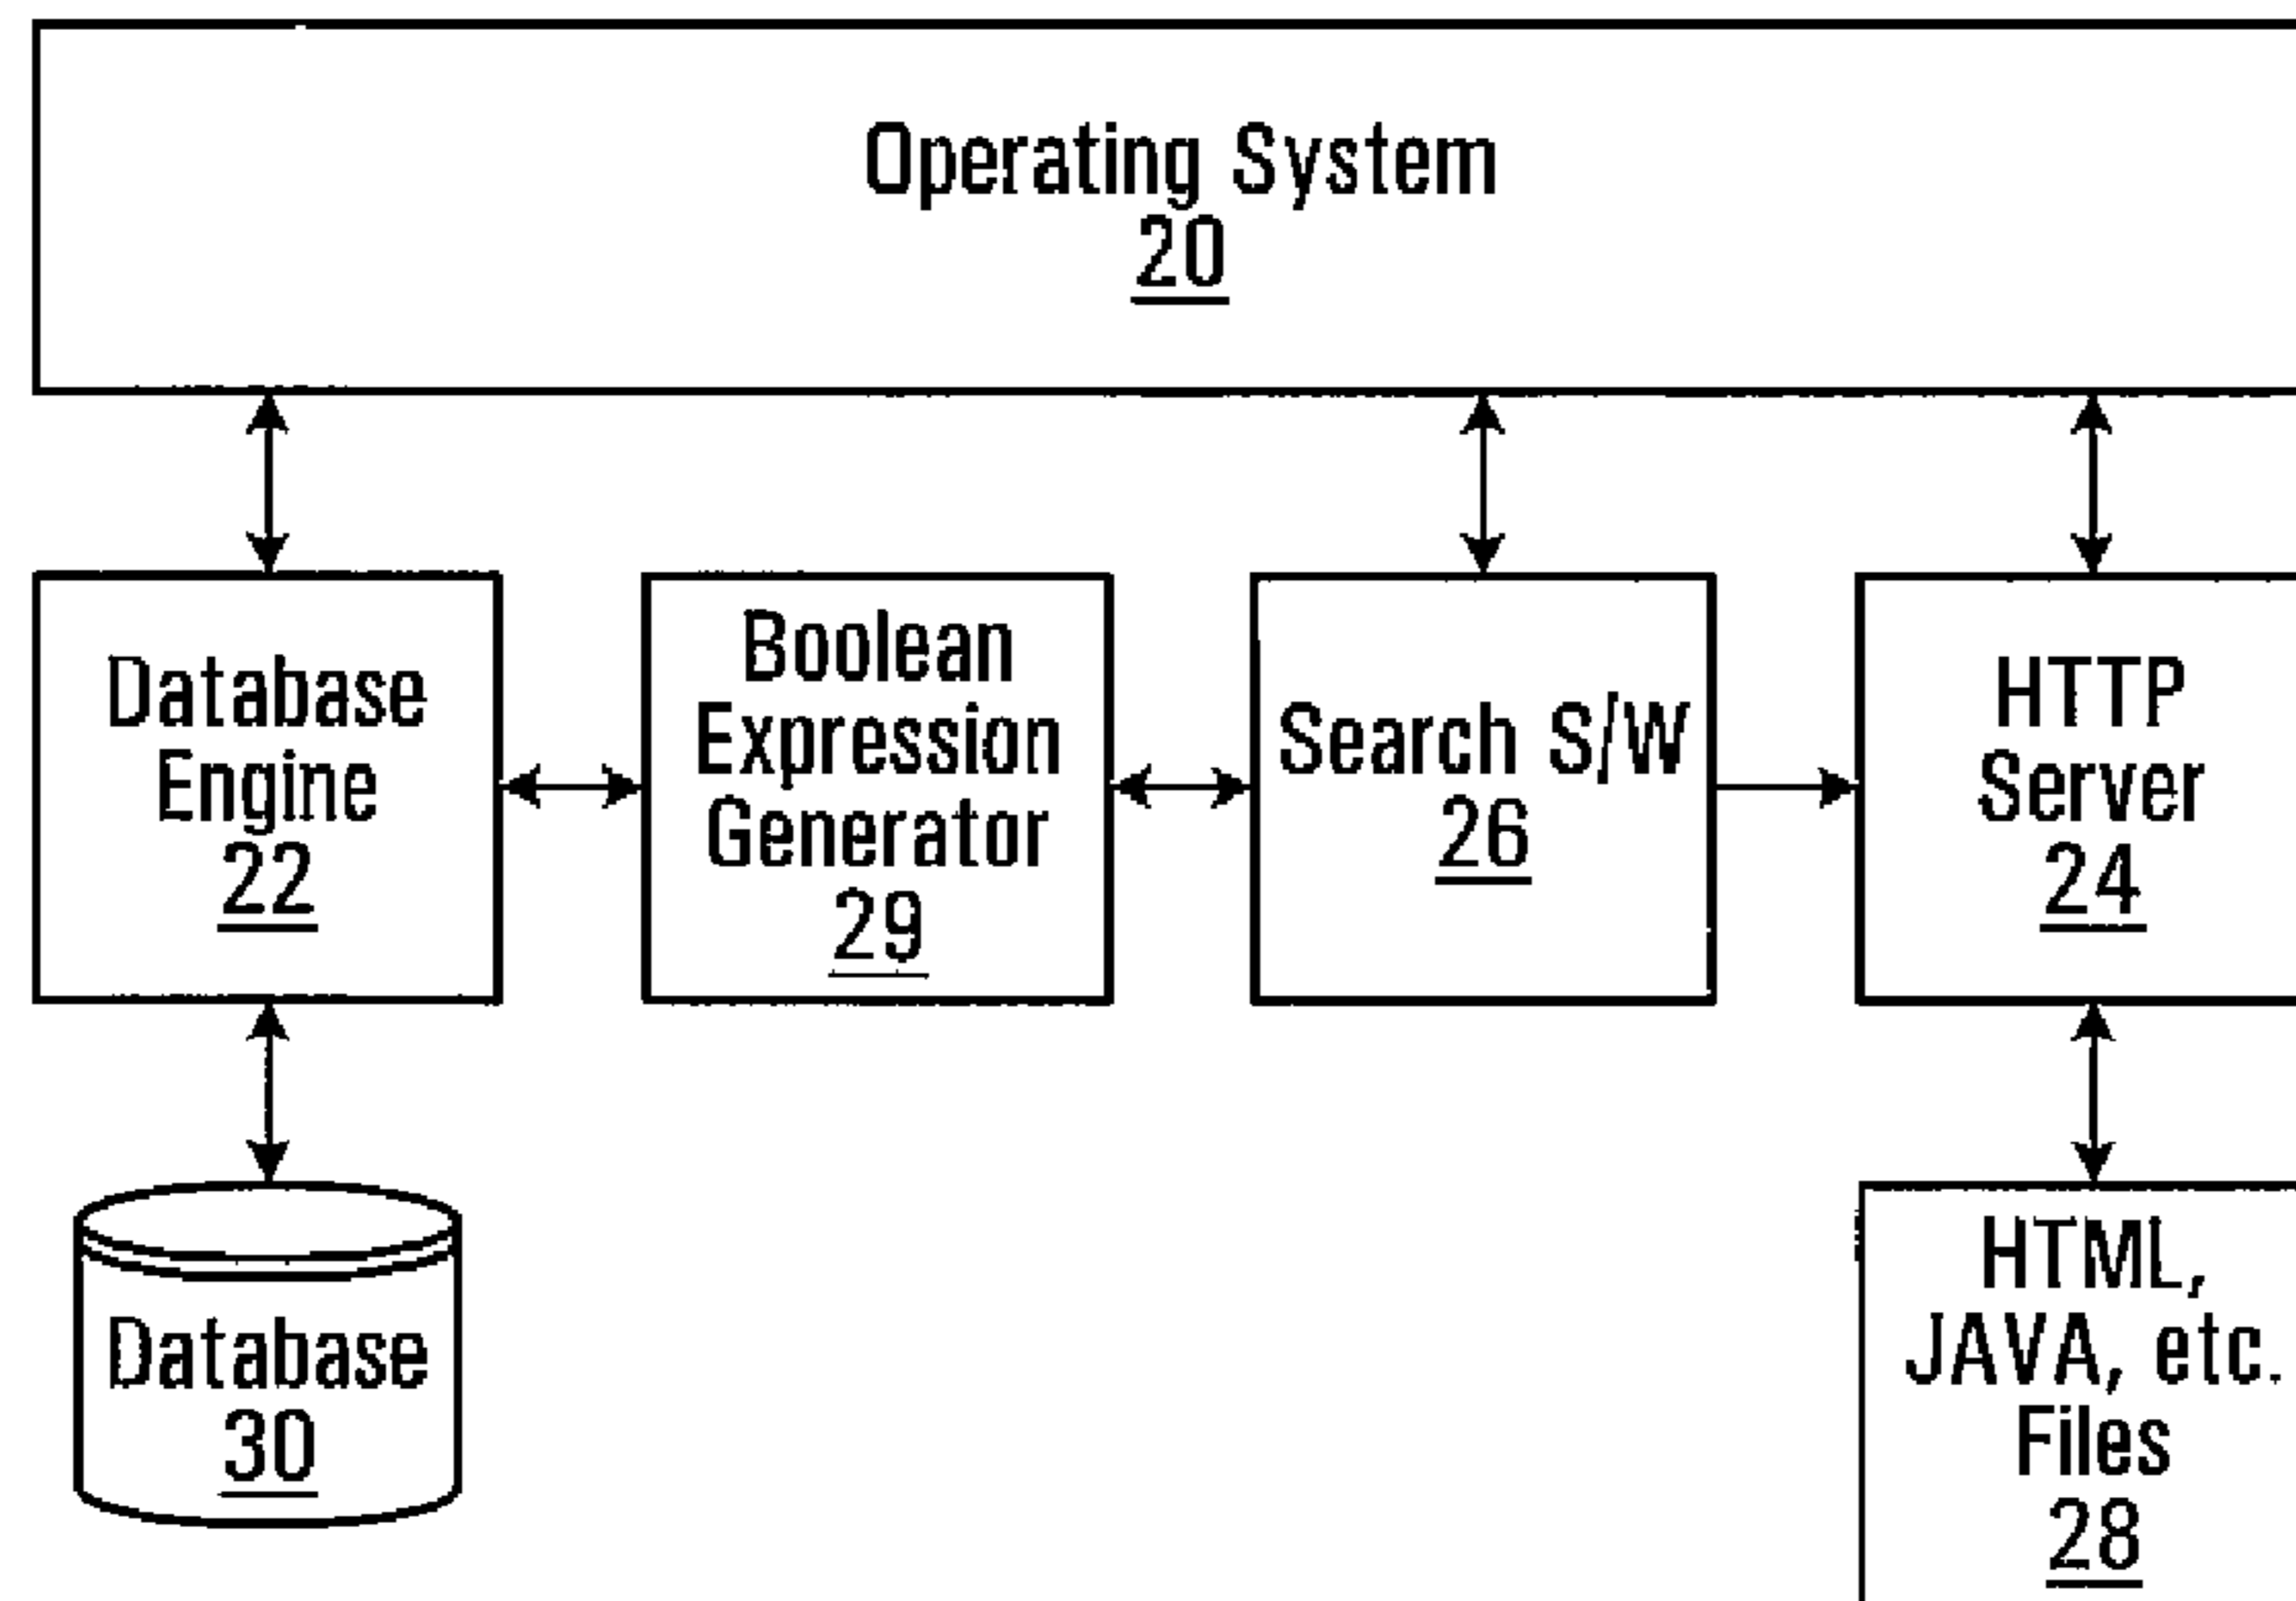 Operating System
20
Database
Engine
22
Boolean
Expression
Generator
29
Search S/W
26
HTTP
Server
24
Database
30
HTML,
JAVA, etc.
Files
28